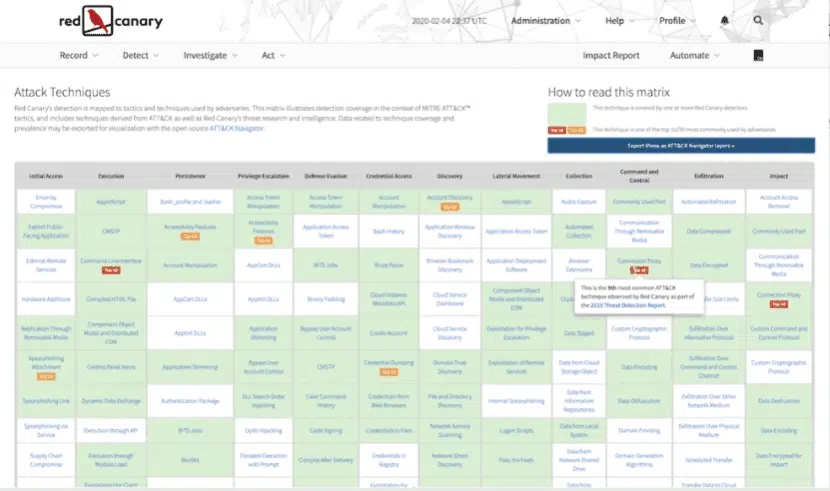 red canary
2020-02-04 22:37 UTC
Administration
Help
Profile
Record
Detect
Investigate
Act
Impact Report
Automate
Attack Techniques
Red Canary's detection is mapped to tactics and techniques used by adversaries. This matrix illustrates detection coverage in the context of MITRE ATT&CK™
tactics, and includes techniques derived from ATT&CK as well as Red Canary's threat research and intelligence. Data related to technique coverage and
prevalence may be exported for visualization with the open source ATT&CK Navigator.
How to read this matrix
This technique is covered by one or more Red Canary detectors.
This technique is one of the top 10/20 most commonly used by adversaries
Export these as ATT&CK Navigator layers »
Initial Access
Execution
Persistence
Privilege Escalation
Defense Evasion
Credential Access
Discovery
Lateral Movement
Collection
Command and
Control
Exfiltration
Impact
Drive-by
Compromise
AppleScript
.bash_profile and .bashrc
Access Token
Manipulation
Access Token
Manipulation
Account
Manipulation
Account Discovery
AppleScript
Audio Capture
Commonly Used Port
Automated Exfiltration
Account Access
Removal
Exploit Public-
Facing Application
CMSTP
Accessibility Features
Accessibility
Features
Application Access
Token
Bash History
Application Window
Discovery
Application Access Token
Automated
Collection
Communication
Through Removable
Media
Data Compressed
Commonly Used Port
External Remote
Services
Command-Line Interface
Account Manipulation
AppCert DLLs
BITS Jobs
Brute Force
Browser Bookmark
Discovery
Application Deployment
Software
Browser
Extensions
Connection Proxy
Data Encrypted
Communication
Through Removable
Media
This is the 9th most common ATT&CK
technique observed by Red Canary as part of
the 2019 Threat Detection Report.
Hardware Additions
Compiled HTML File
AppCert DLLs
AppInit DLLs
Binary Padding
Cloud Instance
Metadata API
Cloud Service
Dashboard
Component Object
Model and Distributed
COM
Connection Proxy
Replication Through
Removable Media
Component Object
Model and Distributed
COM
AppInit DLLs
Application
Shimming
Bypass User Account
Control
Create Account
Cloud Service
Discovery
Exploitation for Privilege
Escalation
Data Staged
Custom Cryptographic
Protocol
Exfiltration Over
Alternative Protocol
Custom Command and
Control Protocol
Spearphishing
Attachment
Control Panel Items
Application Shimming
Bypass User
Account Control
CMSTP
Credential Dumping
Domain Trust
Discovery
Exploitation of Remote
Services
Data from Cloud
Storage Object
Data Encoding
Exfiltration Over
Command and Control
Channel
Custom Cryptographic
Protocol
Spearphishing Link
Dynamic Data Exchange
Authentication Package
DLL Search Order
Hijacking
Clear Command
History
Credentials from
Web Browsers
File and Directory
Discovery
Internal Spearphishing
Data from
Information
Repositories
Data Obfuscation
Exfiltration Over Other
Network Medium
Data Destruction
Spearphishing via
Service
Execution through API
BITS Jobs
Dylib Hijacking
Code Signing
Credentials in Files
Network Service
Scanning
Logon Scripts
Data from Local
System
Domain Fronting
Exfiltration Over Physical
Medium
Data Encoding
Supply Chain
Compromise
Execution through
Module Load
Bootkit
Elevated Execution
with Prompt
Compile After Delivery
Credentials in
Registry
Network Share
Discovery
Pass the Hash
Data from
Network Shared
Drive
Domain Generation
Algorithms
Scheduled Transfer
Data Encrypted for
Impact